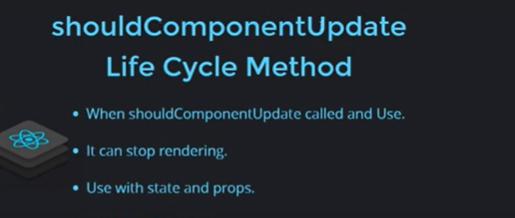 shouldComponentUpdate
Life Cycle Method
• When shouldComponentUpdate called and Use.
• It can stop rendering.
• Use with state and props.